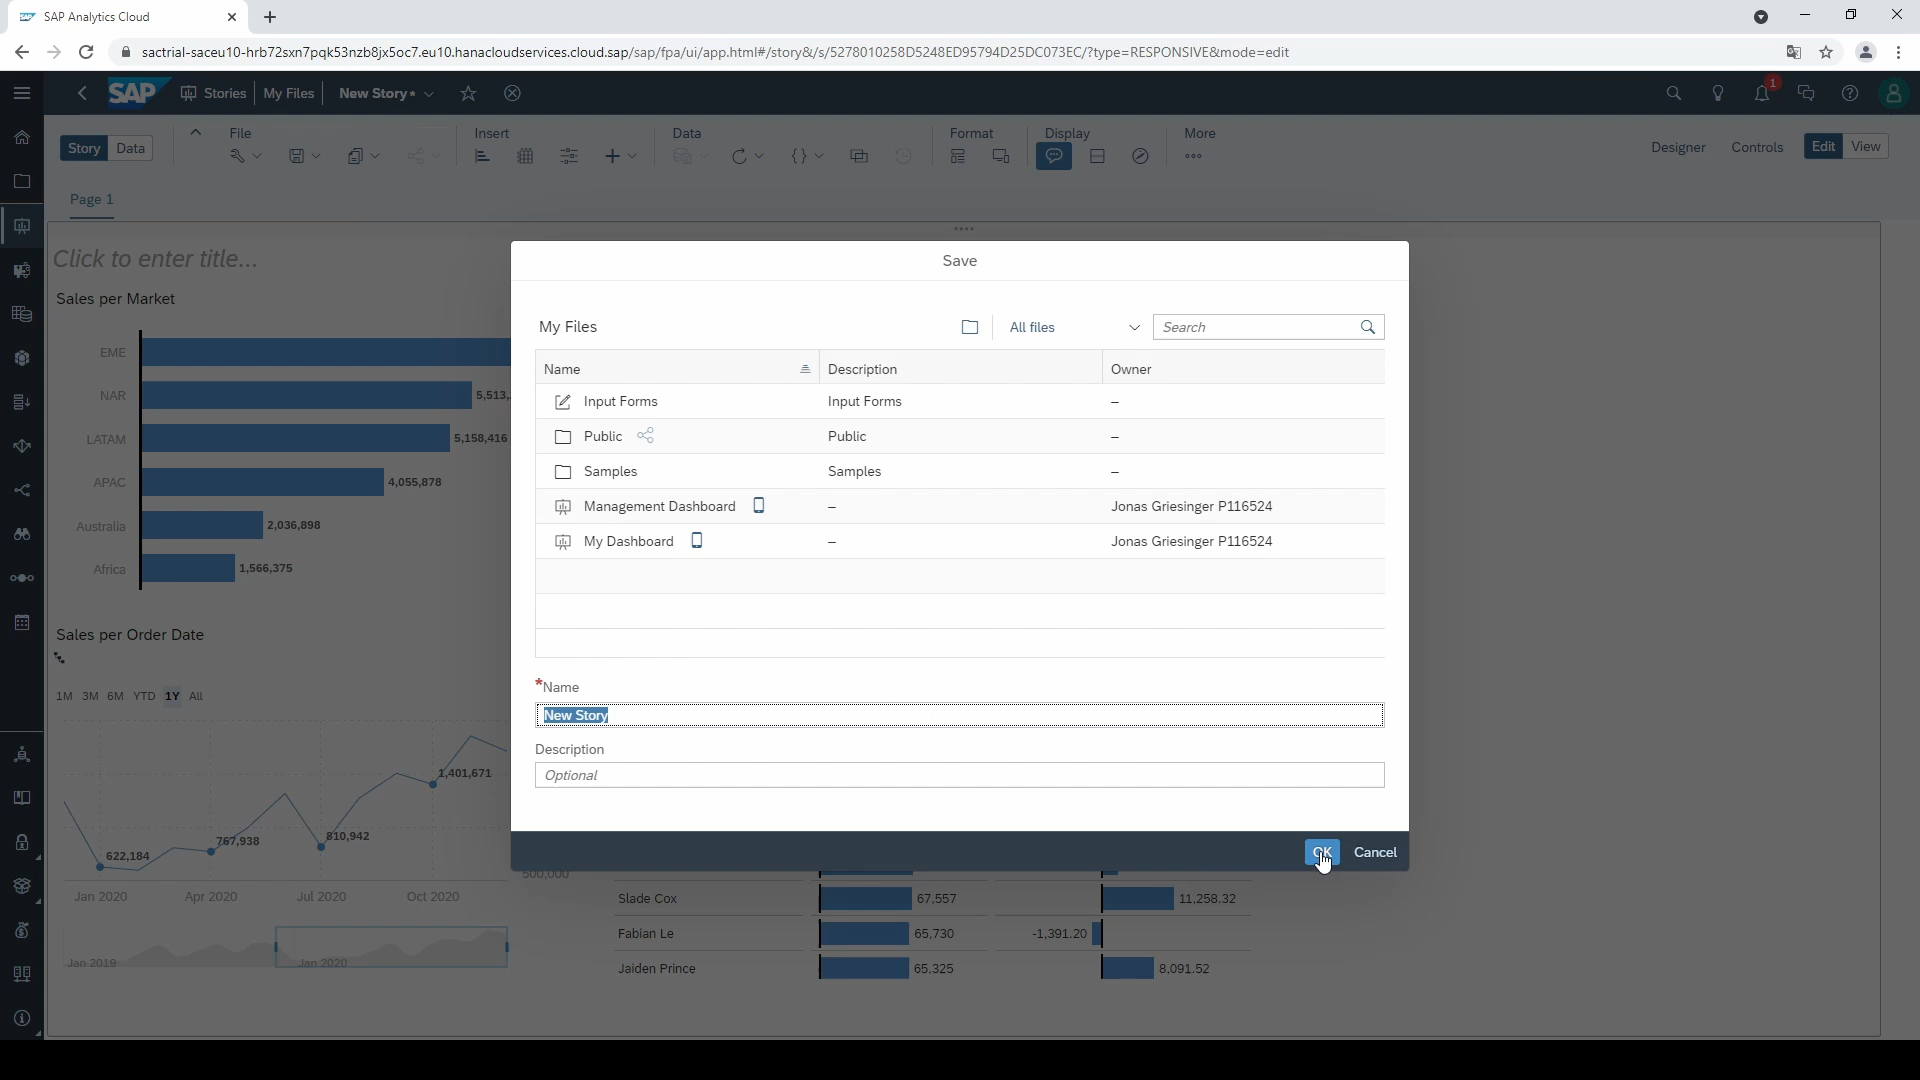 SAP Analytics Cloud
sactrial-saceu10-hrb72sxn7pqk53nzb8jx5oc7.eu10.hanacloudservices.cloud.sap/sap/fpa/ui/app.html#/story&/s/5278010258D5248ED95794D25DC073EC/?type=RESPONSIVE&mode=edit
SAP Stories My Files New Story* 1
Story Data File Insert Data Format Display More Designer Controls Edit View
Page 1
Click to enter title...
Sales per Market
EME
NAR 5,513,
LATAM 5,158,416
APAC 4,055,878
Australia 2,036,898
Africa 1,566,375
Sales per Order Date
1M 3M 6M YTD 1Y All
1,401,671
767,938
810,942
622,184
Jan 2020 Apr 2020 Jul 2020 Oct 2020
Jan 2019 Jan 2020
Save
My Files All files Search
Name Description Owner
Input Forms Input Forms –
Public Public –
Samples Samples –
Management Dashboard – Jonas Griesinger P116524
My Dashboard – Jonas Griesinger P116524
*Name
New Story
Description
Optional
OK Cancel
500,000
Slade Cox 67,557 11,258.32
Fabian Le 65,730 -1,391.20
Jaiden Prince 65,325 8,091.52